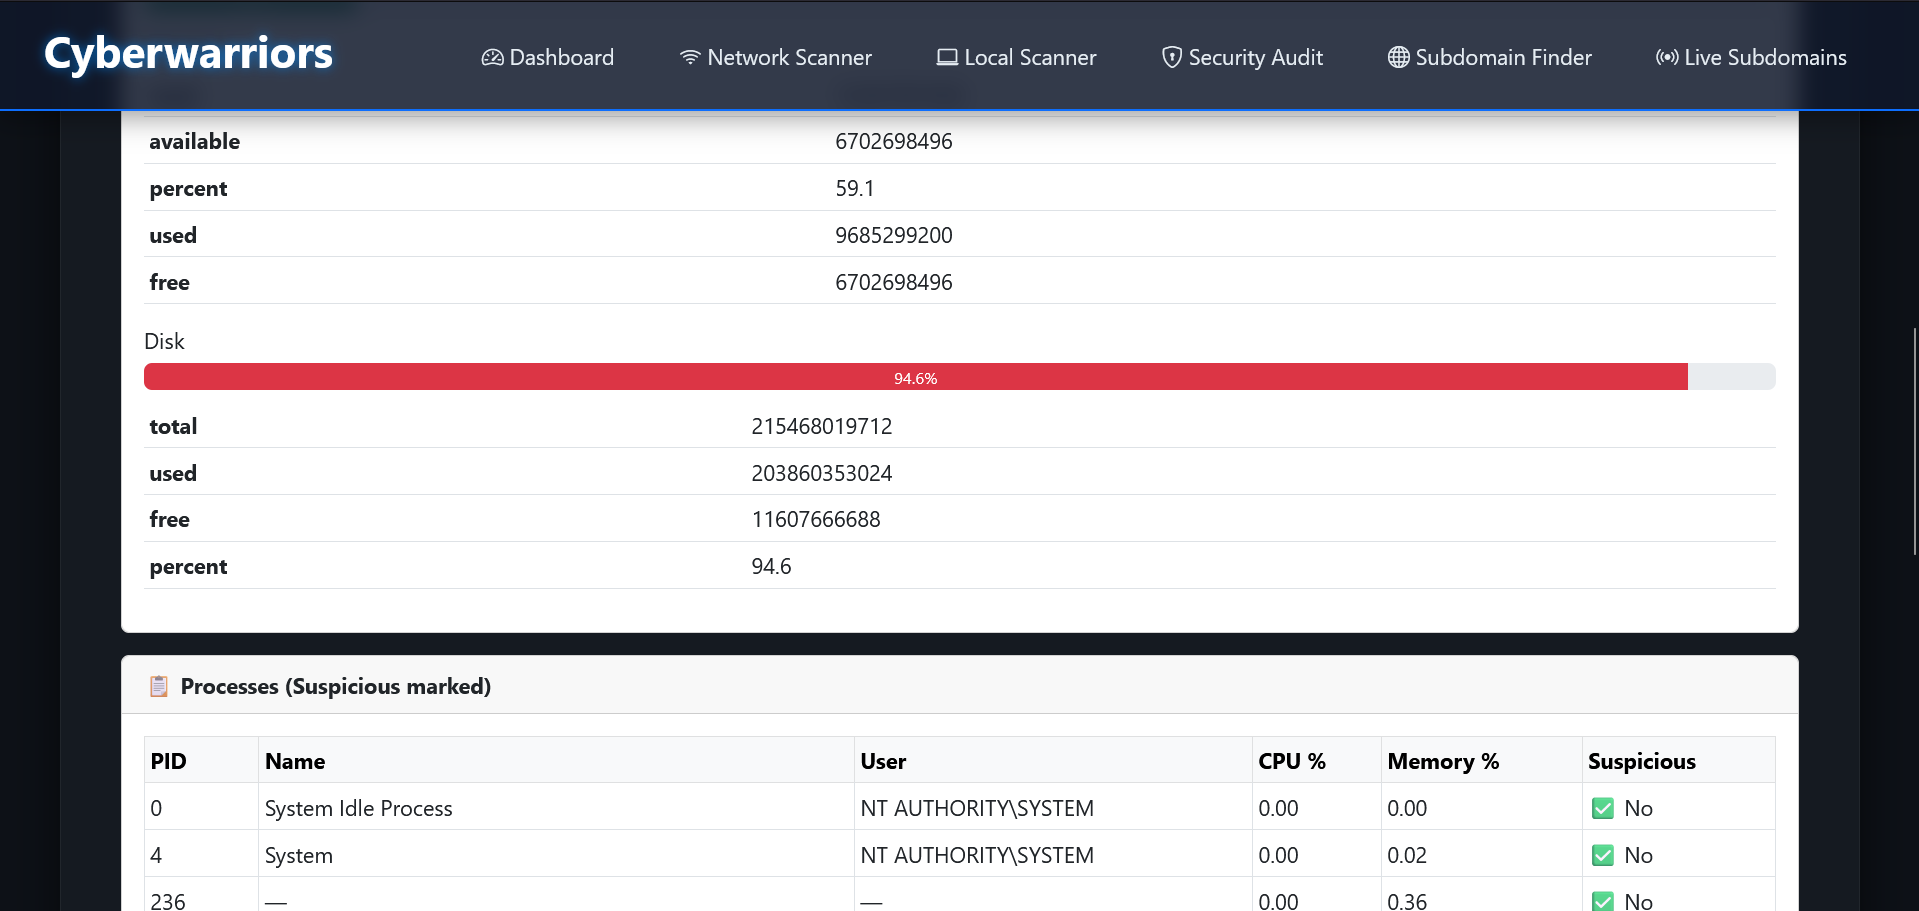 Cyberwarriors Dashboard Network Scanner Local Scanner Security Audit Subdomain Finder Live Subdomains
available 6702698496
percent 59.1
used 9685299200
free 6702698496
Disk
94.6%
total 215468019712
used 203860353024
free 11607666688
percent 94.6
Processes (Suspicious marked)
PID Name User CPU % Memory % Suspicious
0 System Idle Process NT AUTHORITY\SYSTEM 0.00 0.00 No
4 System NT AUTHORITY\SYSTEM 0.00 0.02 No
236 — — 0.00 0.36 No